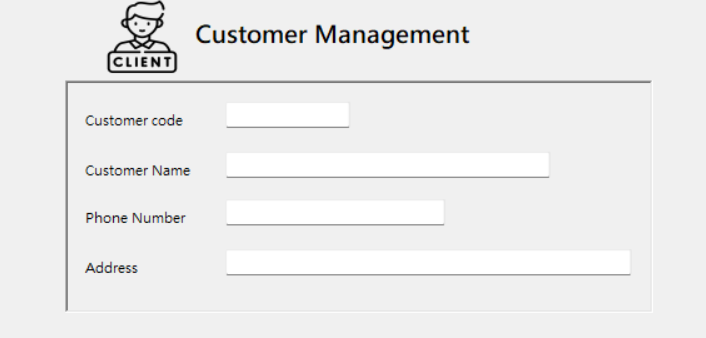 CLIENT
Customer Management
Customer code
Customer Name
Phone Number
Address